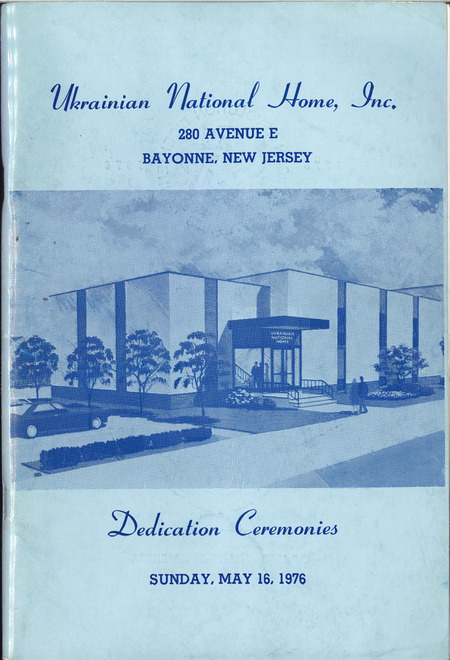 Ukrainian National Home, Inc.
280 AVENUE E
BAYONNE, NEW JERSEY
UKRAINIAN
NATIONAL
HOME
Dedication Ceremonies
SUNDAY, MAY 16, 1976